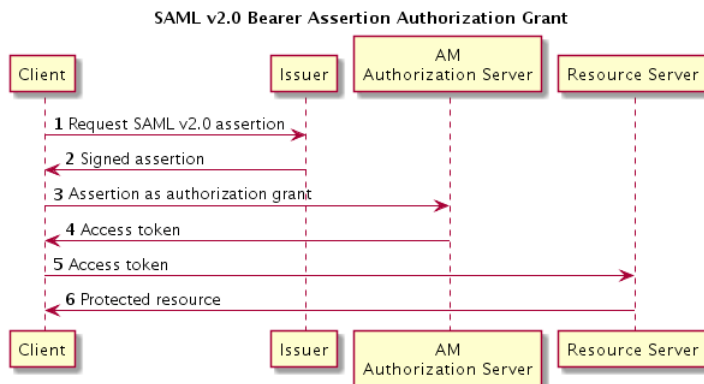 SAML v2.0 Bearer Assertion Authorization Grant
Client
Issuer
AM
Authorization Server
Resource Server
1 Request SAML v2.0 assertion
2 Signed assertion
3 Assertion as authorization grant
4 Access token
5 Access token
6 Protected resource
Client
Issuer
AM
Authorization Server
Resource Server